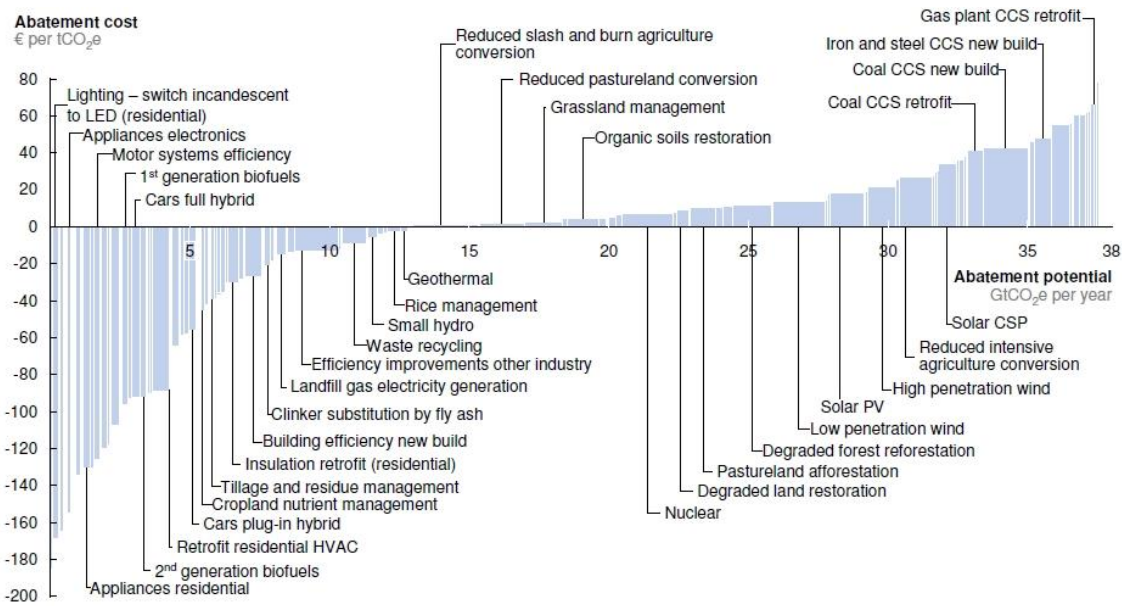 Abatement cost
€ per tCO₂e
Gas plant CCS retrofit
Reduced slash and burn agriculture
conversion
Iron and steel CCS new build
Coal CCS new build
Reduced pastureland conversion
Grassland management
Coal CCS retrofit
Organic soils restoration
80
60
40
20
0
-20
-40
-60
-80
-100
-120
-140
-160
-180
-200
Lighting – switch incandescent
to LED (residential)
Appliances electronics
Motor systems efficiency
1st generation biofuels
Cars full hybrid
5
10
15
20
25
30
35
38
Abatement potential
GtCO₂e per year
Geothermal
Rice management
Small hydro
Waste recycling
Efficiency improvements other industry
Landfill gas electricity generation
Clinker substitution by fly ash
Building efficiency new build
Insulation retrofit (residential)
Tillage and residue management
Cropland nutrient management
Cars plug-in hybrid
Retrofit residential HVAC
2nd generation biofuels
Appliances residential
Solar CSP
Reduced intensive
agriculture conversion
High penetration wind
Solar PV
Low penetration wind
Degraded forest reforestation
Pastureland afforestation
Degraded land restoration
Nuclear